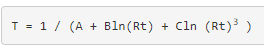 T = 1 / (A + Bln(Rt) + Cln (Rt)³ )